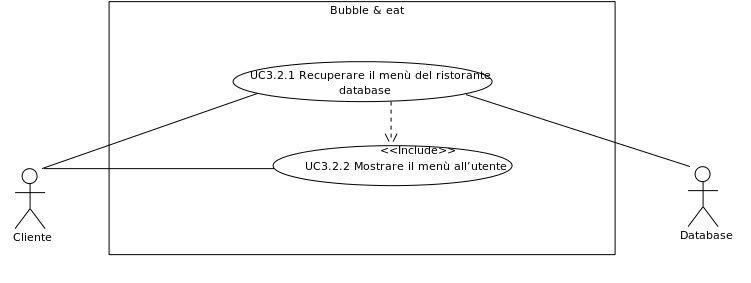 Bubble & eat
UC3.2.1 Recuperare il menù del ristorante
database
<<Include>>
UC3.2.2 Mostrare il menù all’utente
Cliente
Database